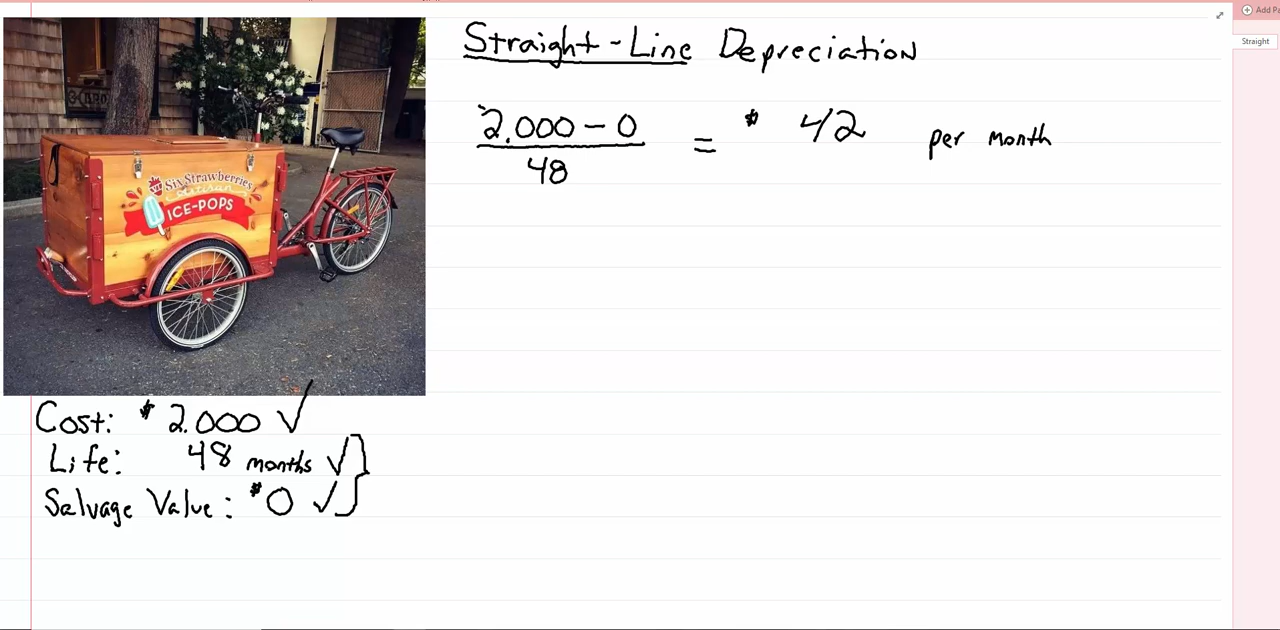 Add Pa
Straight
Straight-Line Depreciation
2,000 - 0
48
= $ 42 per month
Six Strawberries
Artisan
ICE-POPS
Cost: $ 2,000 ✓
Life: 48 months ✓
Salvage Value: $0 ✓